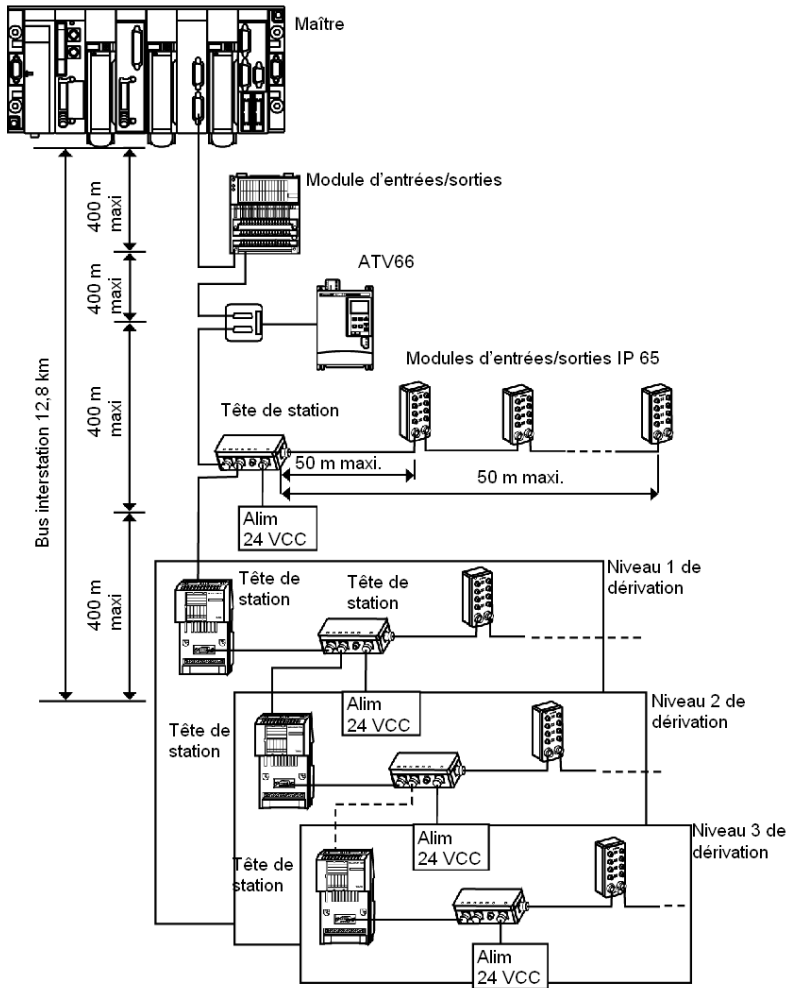 Maître
Module d'entrées/sorties
400 m
maxi
ATV66
400 m
maxi
Modules d'entrées/sorties IP 65
Tête de station
400 m
maxi
50 m maxi.
50 m maxi.
Bus interstation 12,8 km
Alim
24 VCC
Niveau 1 de
dérivation
Tête de
station
Tête de
station
400 m
maxi
Alim
24 VCC
Niveau 2 de
dérivation
Tête de
station
Alim
24 VCC
Niveau 3 de
dérivation
Tête de
station
Alim
24 VCC